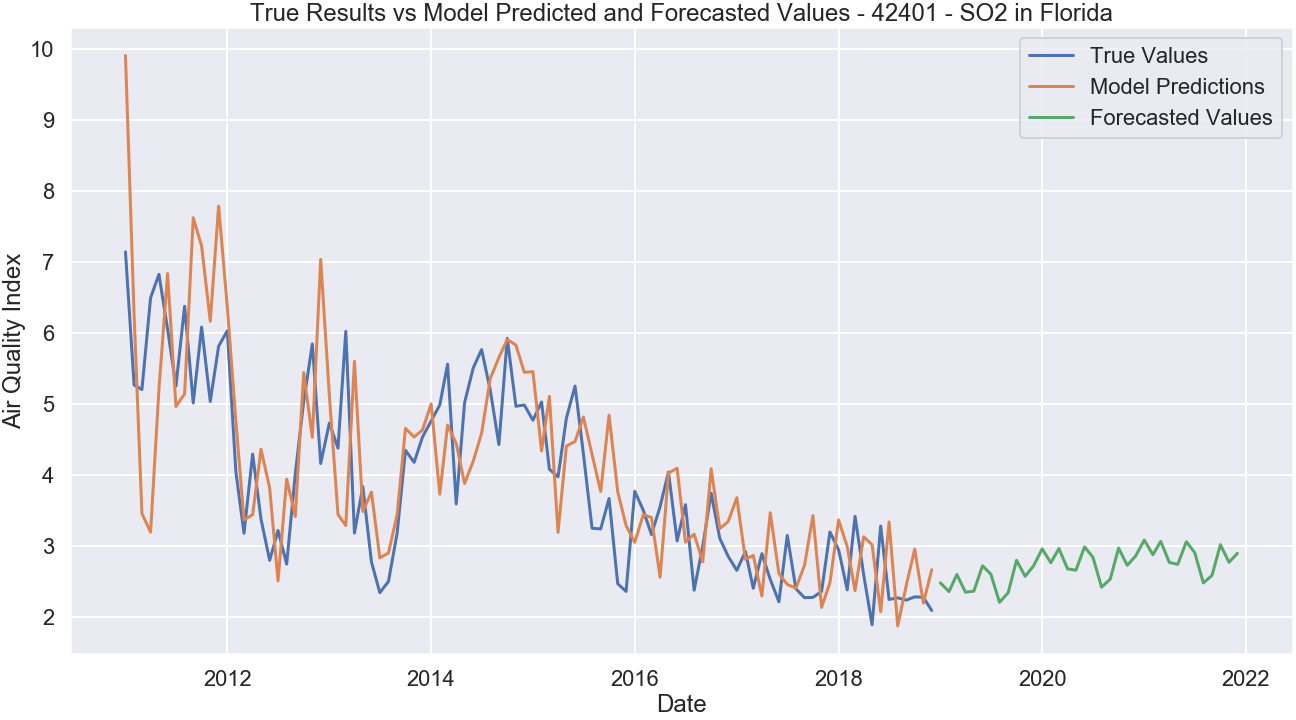 True Results vs Model Predicted and Forecasted Values - 42401 - SO2 in Florida
True Values
Model Predictions
Forecasted Values
Air Quality Index
10
9
8
7
6
5
4
3
2
2012 2014 2016 2018 2020 2022
Date